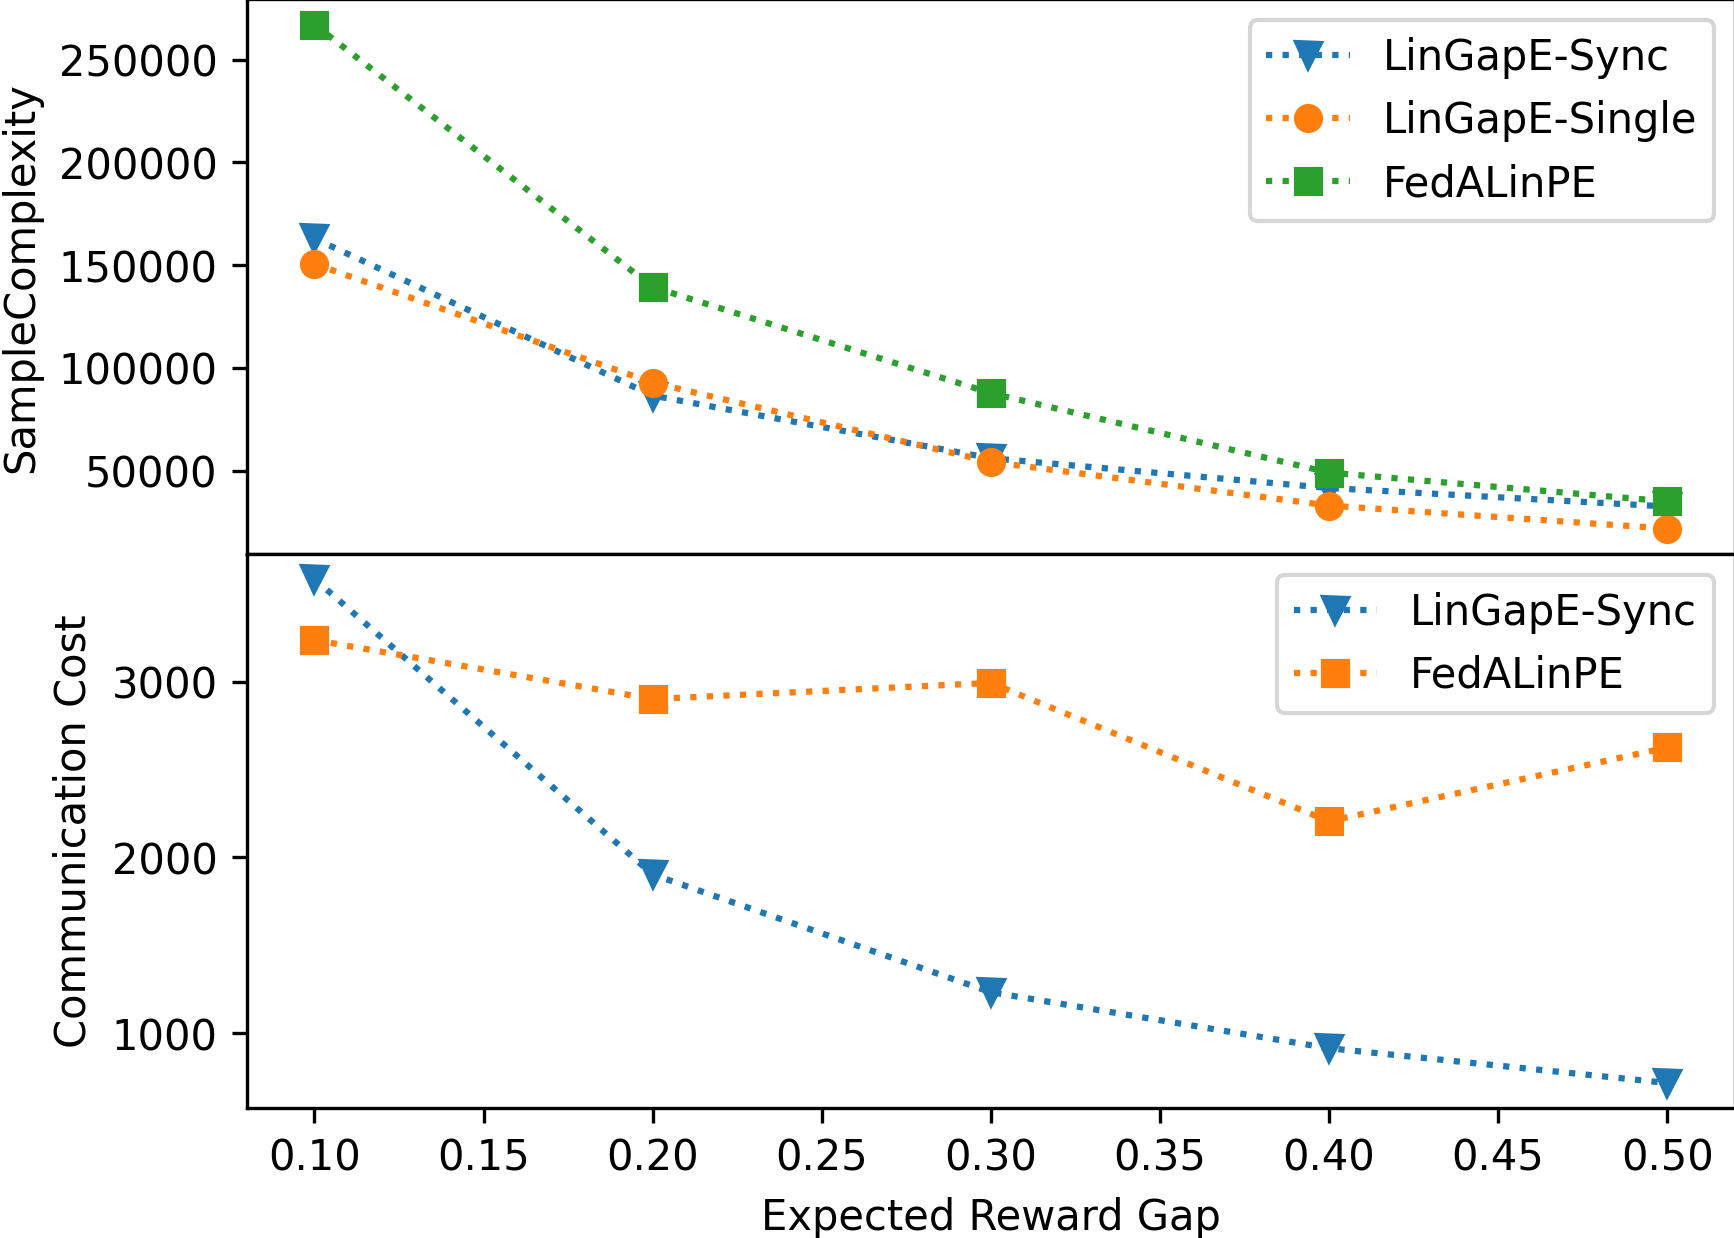 SampleComplexity
250000
200000
150000
100000
50000
LinGapE-Sync
LinGapE-Single
FedALinPE
Communication Cost
3000
2000
1000
LinGapE-Sync
FedALinPE
0.10 0.15 0.20 0.25 0.30 0.35 0.40 0.45 0.50
Expected Reward Gap